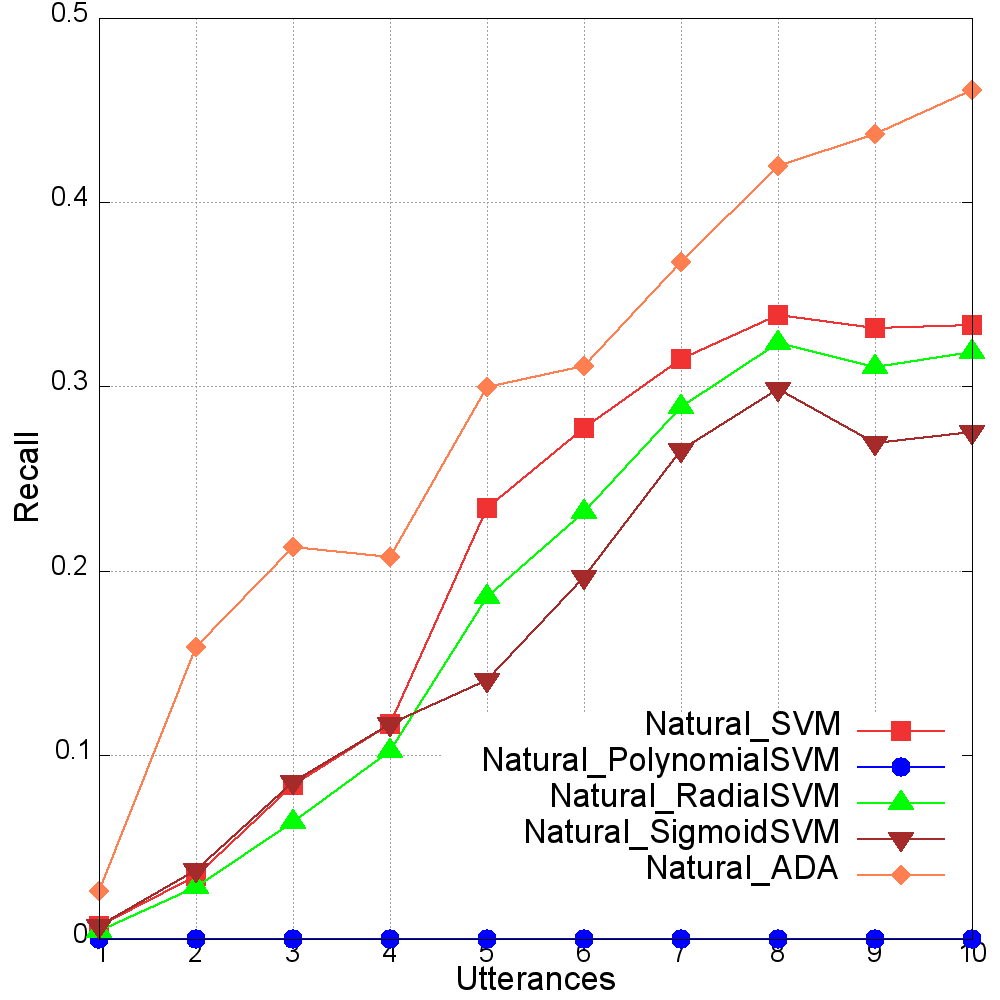 0.5
0.4
0.3
0.2
0.1
0
Recall
1 2 3 4 5 6 7 8 9 10
Utterances
Natural_SVM
Natural_PolynomialSVM
Natural_RadialSVM
Natural_SigmoidSVM
Natural_ADA